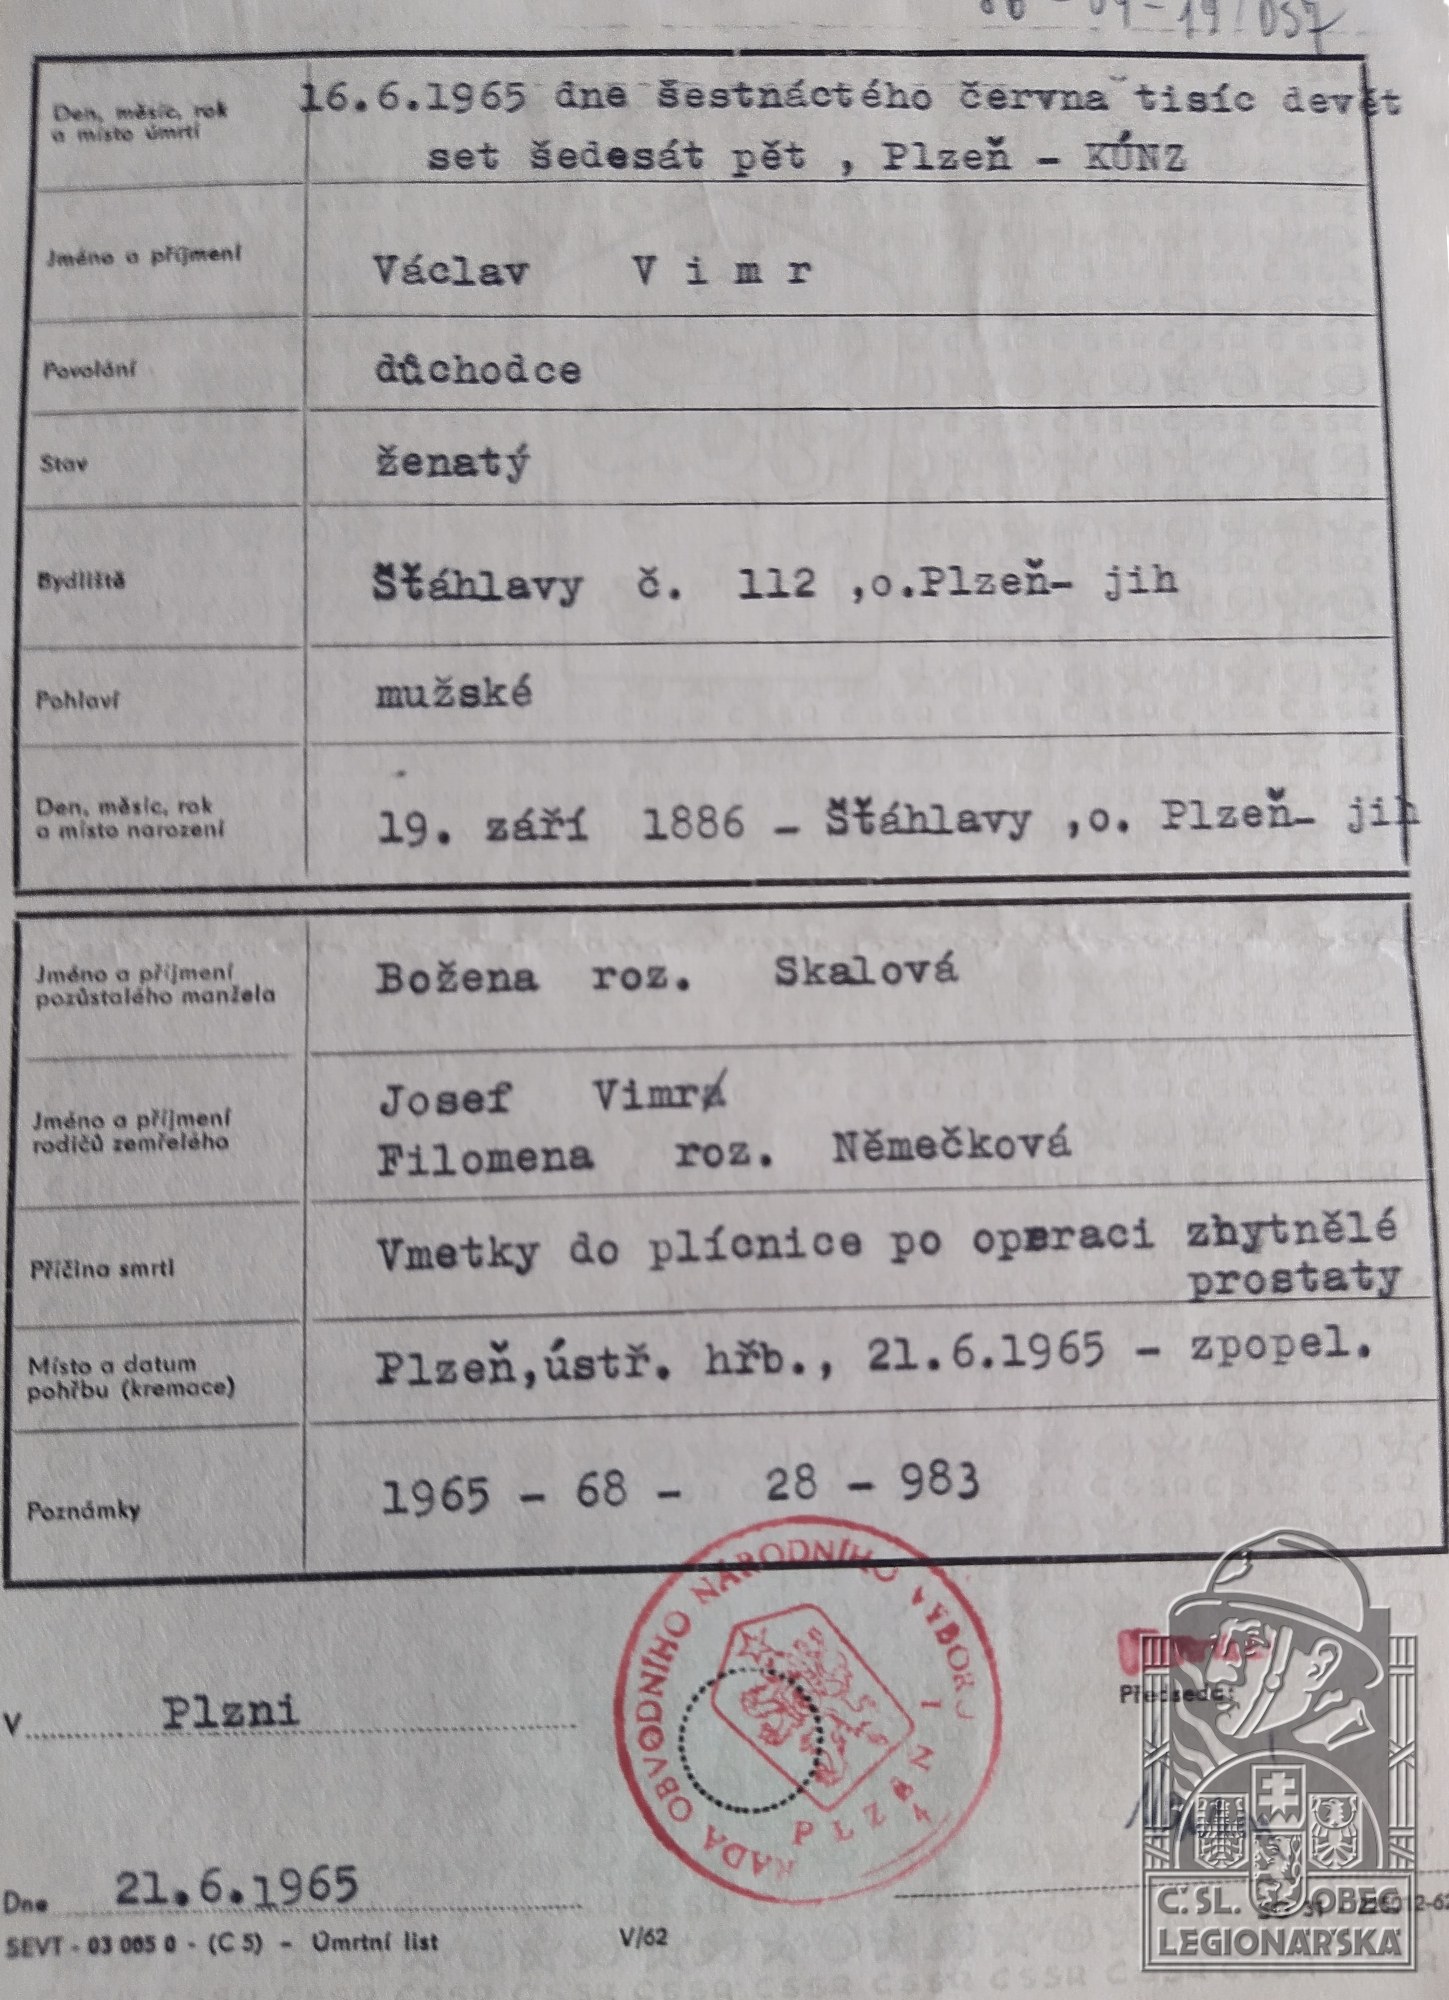 Den, měsíc, rok
a místo úmrtí
16.6.1965 dne šestnáctého června tisíc devět
set šedesát pět , Plzeň - KÚNZ
Jméno a příjmení
Václav V i m r
Povolání
důchodce
Stav
ženatý
Bydliště
Šťáhlavy č. 112 ,o.Plzeň- jih
Pohlaví
mužské
Den, měsíc, rok
a místo narození
19. září 1886 - Šťáhlavy ,o. Plzeň- jih
Jméno a příjmení
pozůstalého manžela
Božena roz. Skalová
Jméno a příjmení
rodičů zemřelého
Josef Vimr
Filomena roz. Němečková
Příčina smrti
Vmetky do plícnice po operaci zbytnělé
prostaty
Místo a datum
pohřbu (kremace)
Plzeň,ústř. hřb., 21.6.1965 - zpopel.
Poznámky
1965 - 68 - 28 - 983
RADA OBVODNÍHO NÁRODNÍHO VÝBORU
PLZEŇ 4
V Plzni
Předseda:
Dne 21.6.1965
SEVT - 03 005 0 - (C 5) - Úmrtní list
V/62
Č. SL. OBEC
LEGIONÁŘSKÁ